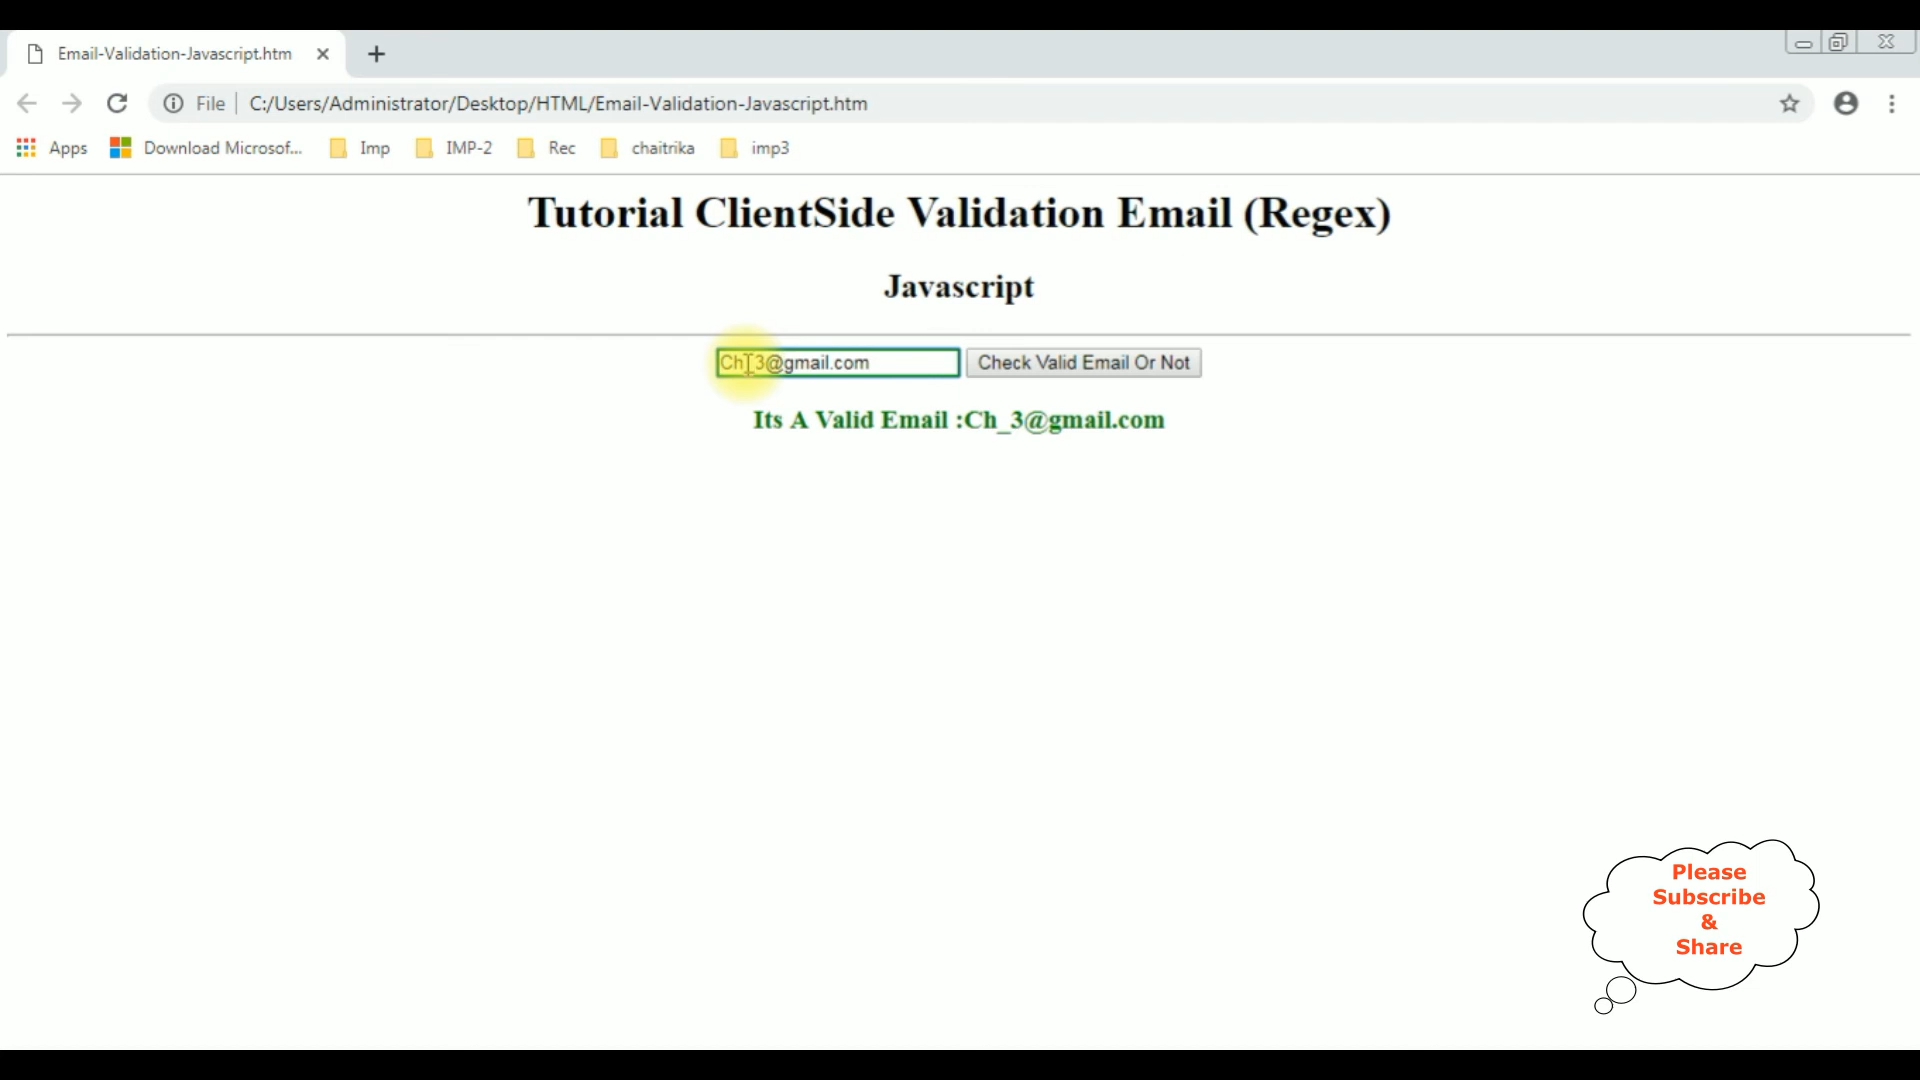 Email-Validation-Javascript.htm
File | C:/Users/Administrator/Desktop/HTML/Email-Validation-Javascript.htm
Apps Download Microsof... Imp IMP-2 Rec chaitrika imp3
Tutorial ClientSide Validation Email (Regex)
Javascript
Ch_3@gmail.com Check Valid Email Or Not
Its A Valid Email :Ch_3@gmail.com
Please
Subscribe
&
Share